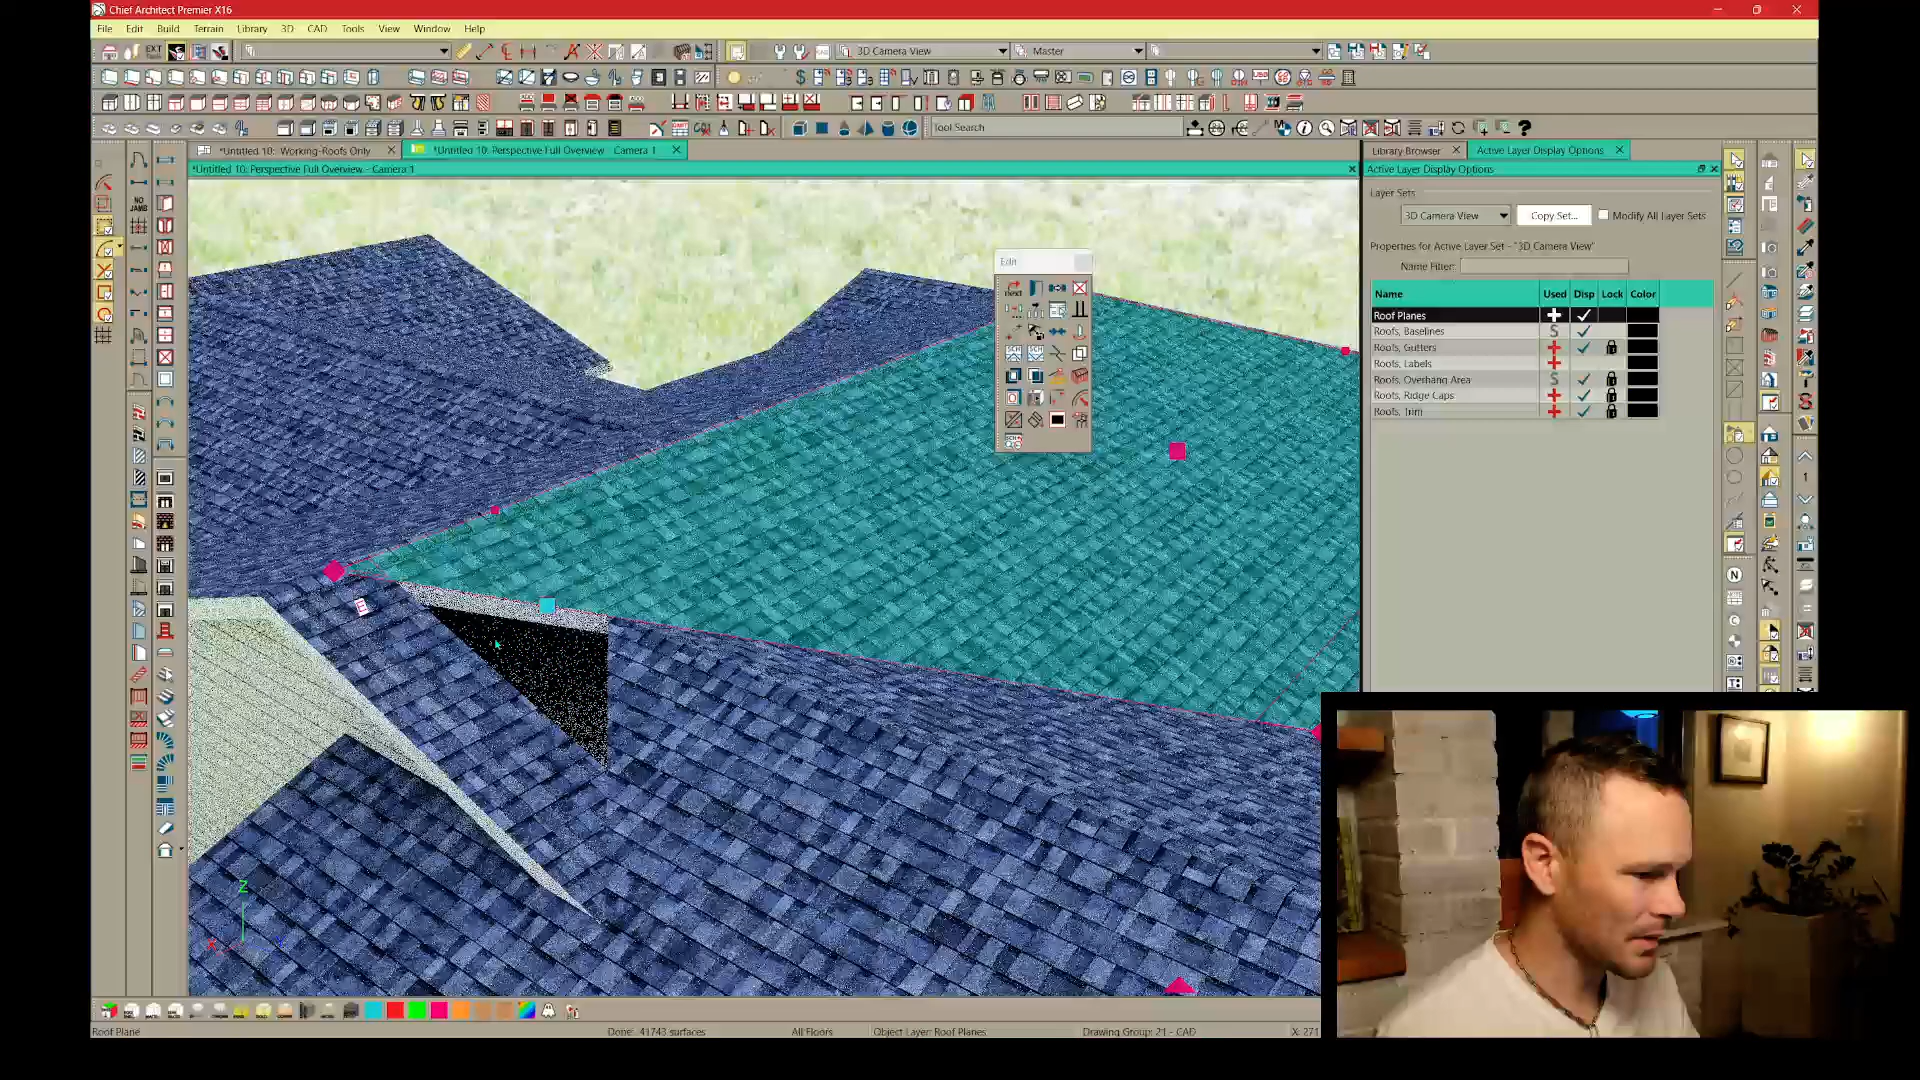 Chief Architect Premier X16
File Edit Build Terrain Library 3D CAD Tools View Window Help
EXT
3D Camera View
Master
Tool Search
*Untitled 10: Working-Roofs Only
*Untitled 10: Perspective Full Overview - Camera 1
Library Browser
Active Layer Display Options
*Untitled 10: Perspective Full Overview - Camera 1
Active Layer Display Options
Layer Sets
3D Camera View
Copy Set...
Modify All Layer Sets
Properties for Active Layer Set - "3D Camera View"
Name Filter:
Name Used Disp Lock Color
Roof Planes
Roofs, Baselines S
Roofs, Gutters
Roofs, Labels
Roofs, Overhang Area S
Roofs, Ridge Caps
Roofs, Trim
Edit
NO
JAMB
next
Z
X
Roof Plane
Done: 41743 surfaces
All Floors
Object Layer: Roof Planes.
Drawing Group: 21 - CAD
X: 271